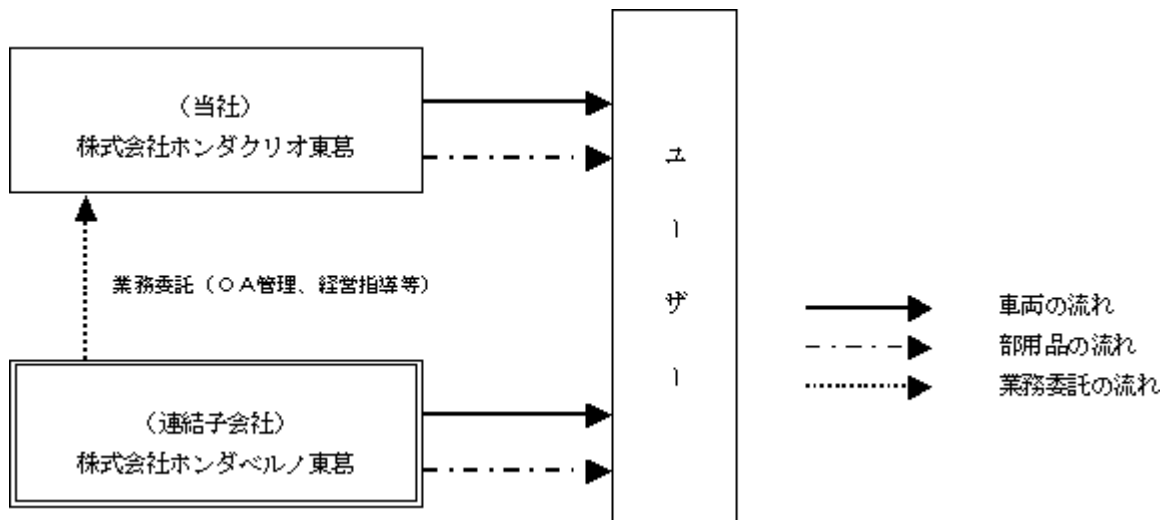 （当社）
株式会社ホンダクリオ東葛
業務委託（ＯＡ管理、経営指導等）
（連結子会社）
株式会社ホンダベルノ東葛
ユーザー
車両の流れ
部用品の流れ
業務委託の流れ